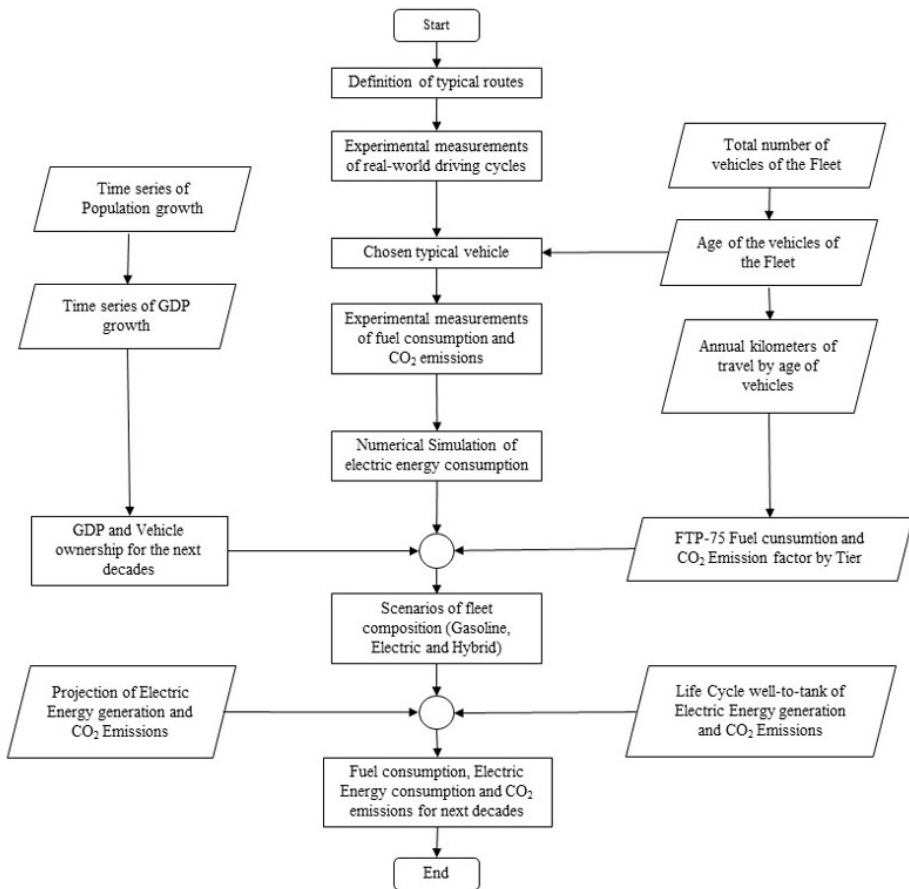 Start
Definition of typical routes
Experimental measurements
of real-world driving cycles
Total number of
vehicles of the Fleet
Time series of
Population growth
Chosen typical vehicle
Age of the vehicles of
the Fleet
Time series of GDP
growth
Experimental measurements
of fuel consumption and
CO₂ emissions
Annual kilometers of
travel by age of
vehicles
Numerical Simulation of
electric energy consumption
GDP and Vehicle
ownership for the next
decades
FTP-75 Fuel cunsumtion and
CO₂ Emission factor by Tier
Scenarios of fleet
composition (Gasoline,
Electric and Hybrid)
Projection of Electric
Energy generation and
CO₂ Emissions
Life Cycle well-to-tank of
Electric Energy generation
and CO₂ Emissions
Fuel consumption, Electric
Energy consumption and CO₂
emissions for next decades
End